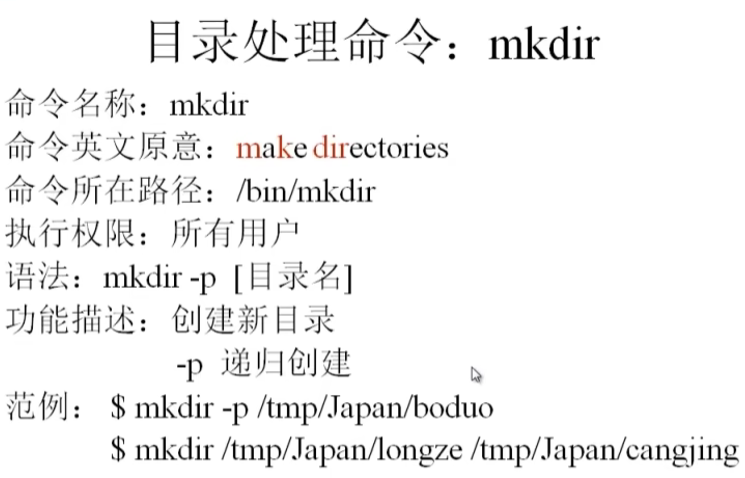 目录处理命令：mkdir
命令名称：mkdir
命令英文原意：make directories
命令所在路径：/bin/mkdir
执行权限：所有用户
语法：mkdir -p [目录名]
功能描述：创建新目录
-p 递归创建
范例： $ mkdir -p /tmp/Japan/boduo
$ mkdir /tmp/Japan/longze /tmp/Japan/cangjing